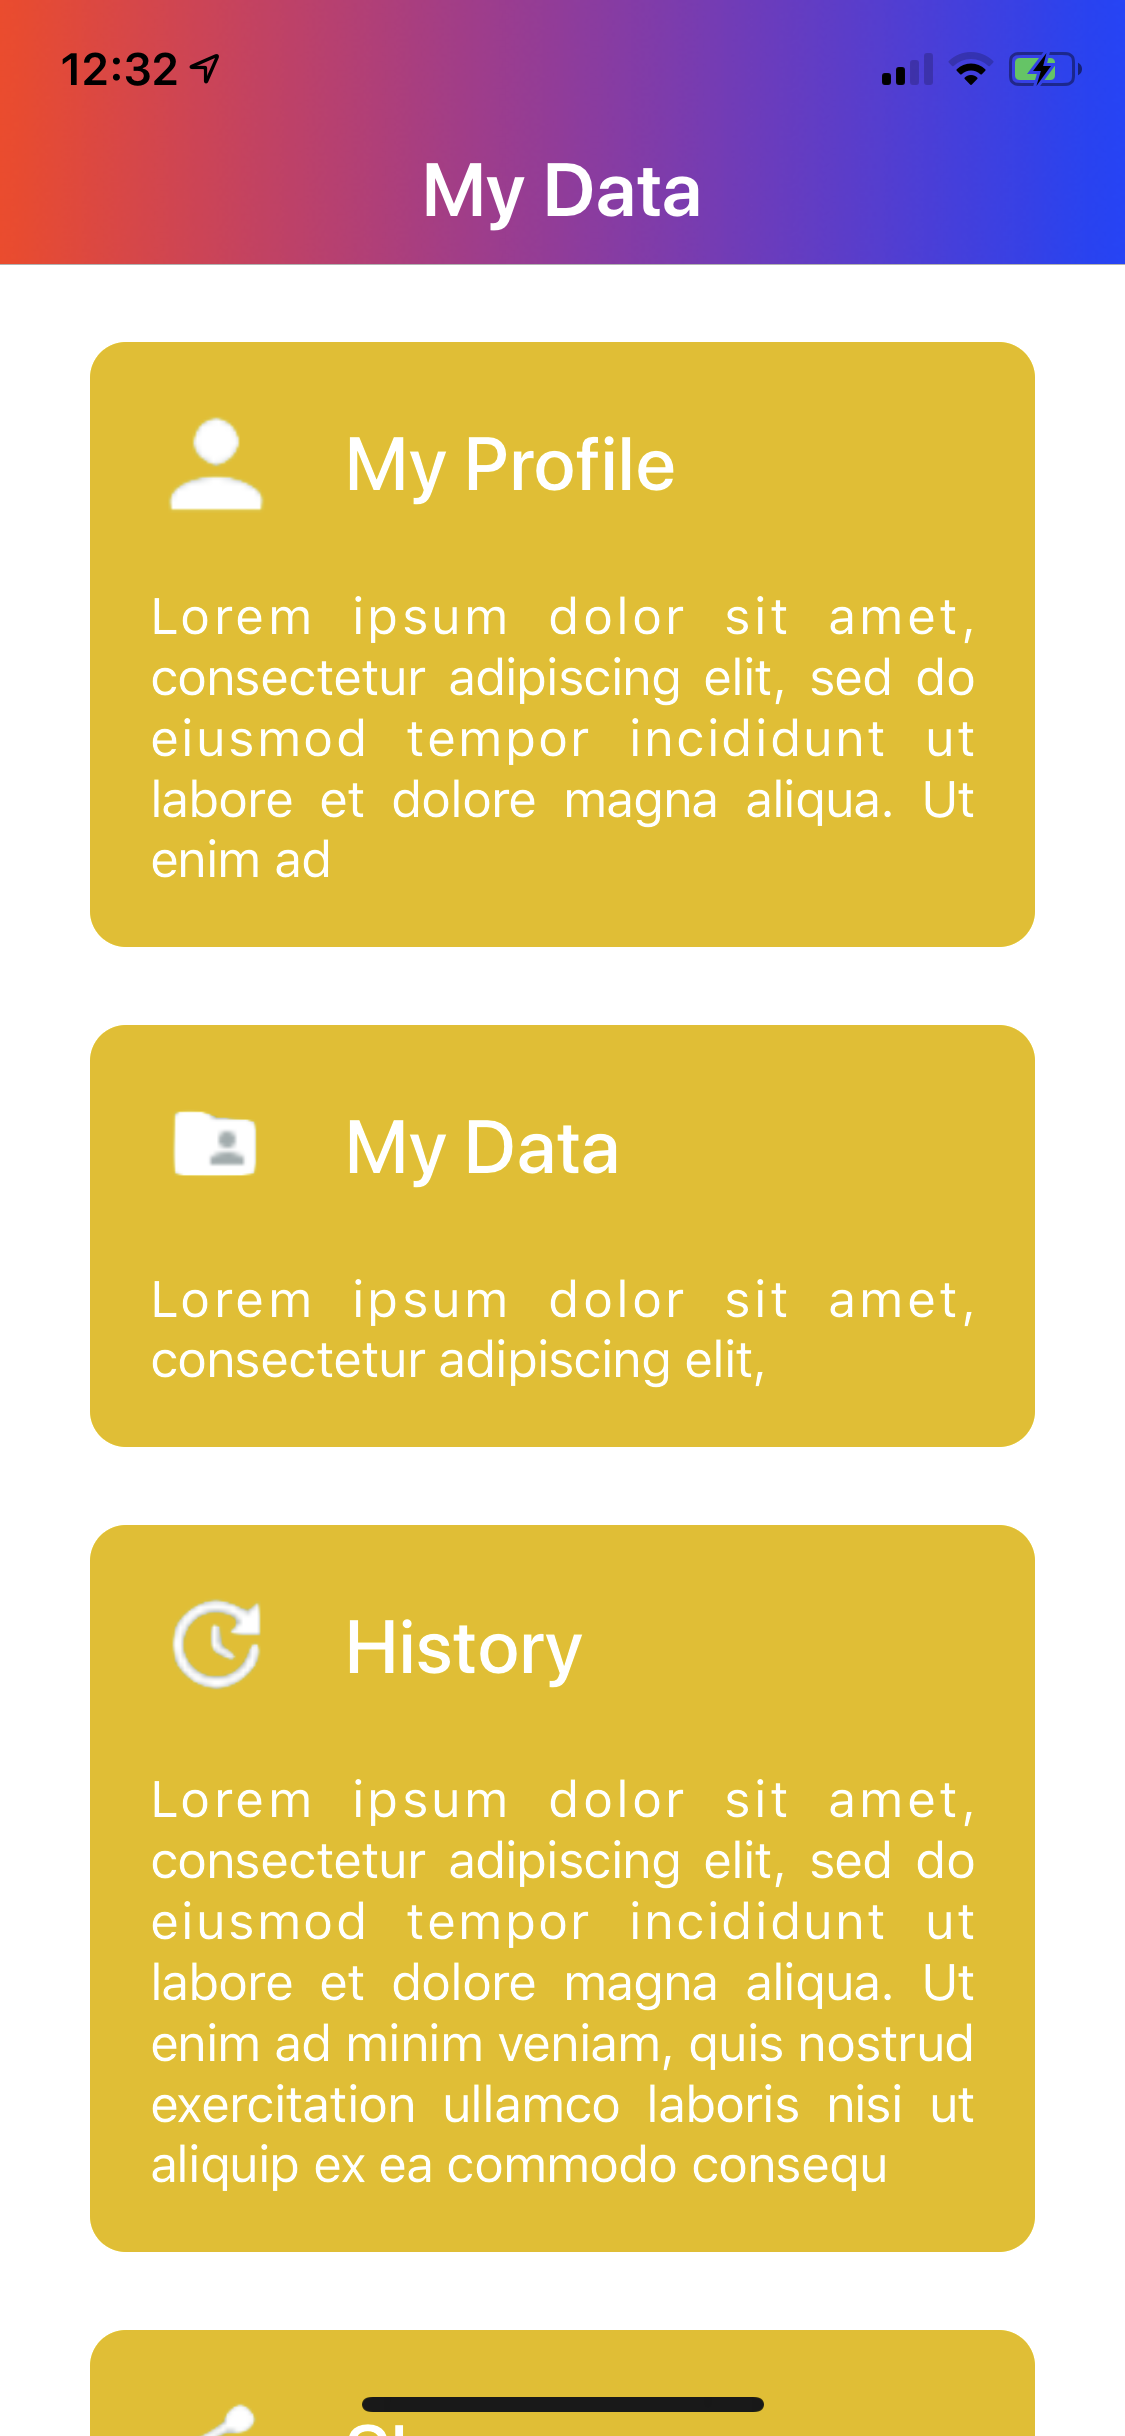 12:32
My Data
My Profile
Lorem ipsum dolor sit amet,
consectetur adipiscing elit, sed do
eiusmod tempor incididunt ut
labore et dolore magna aliqua. Ut
enim ad
My Data
Lorem ipsum dolor sit amet,
consectetur adipiscing elit,
History
Lorem ipsum dolor sit amet,
consectetur adipiscing elit, sed do
eiusmod tempor incididunt ut
labore et dolore magna aliqua. Ut
enim ad minim veniam, quis nostrud
exercitation ullamco laboris nisi ut
aliquip ex ea commodo consequ